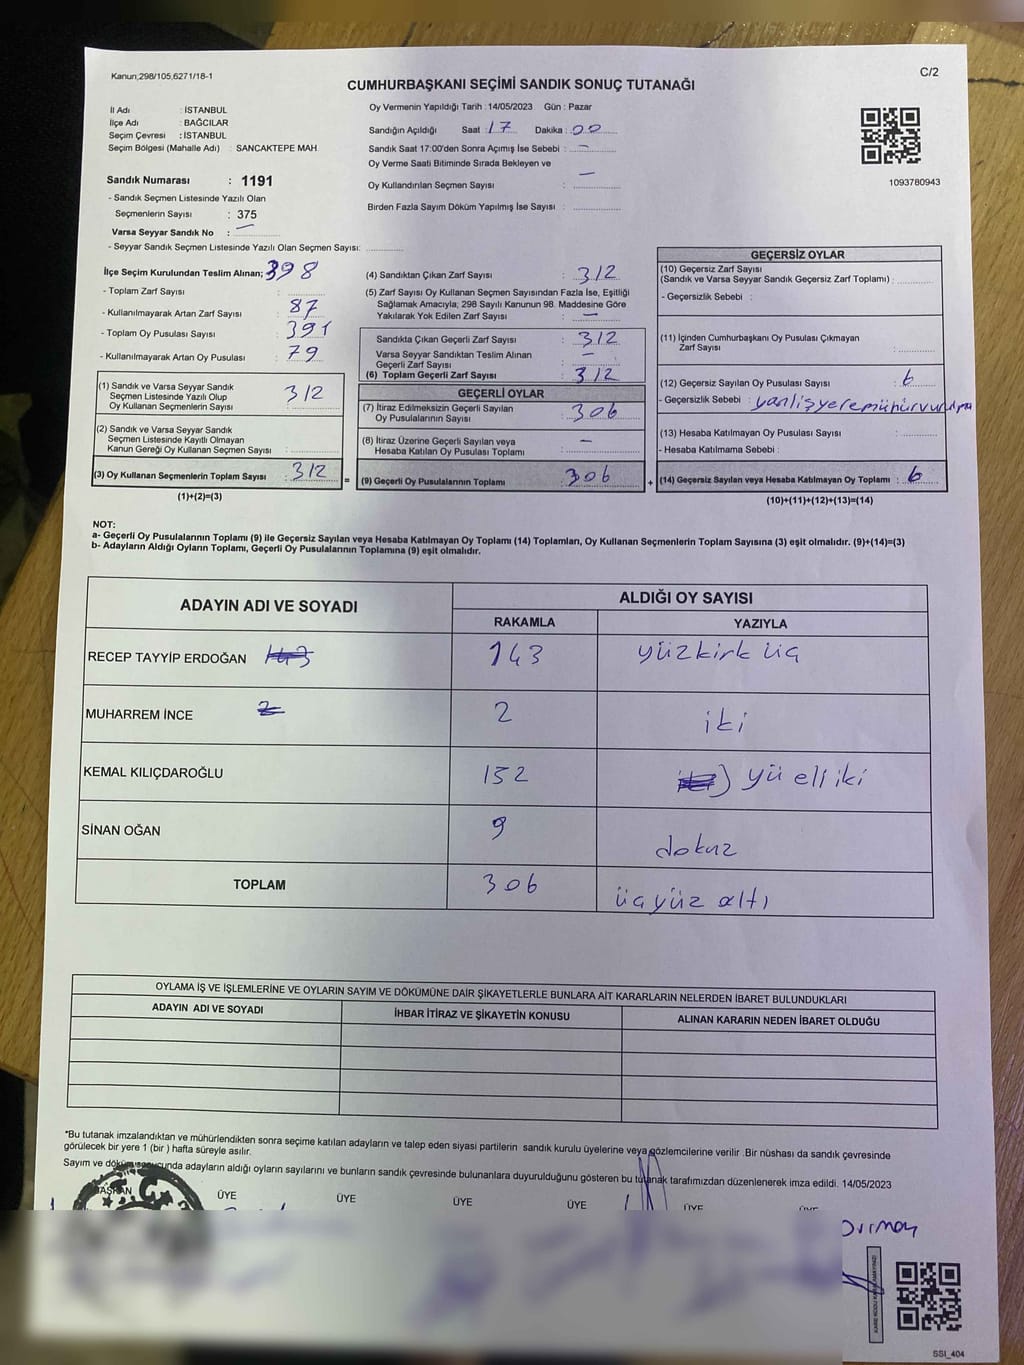 Kanun,298/105,6271/18-1
C/2
CUMHURBAŞKANI SEÇİMİ SANDIK SONUÇ TUTANAĞI
İl Adı : İSTANBUL
İlçe Adı : BAĞCILAR
Seçim Çevresi : İSTANBUL
Seçim Bölgesi (Mahalle Adı) : SANCAKTEPE MAH.
Oy Vermenin Yapıldığı Tarih : 14/05/2023 Gün : Pazar
Sandığın Açıldığı Saat : 17 Dakika : 00
Sandık Saat 17:00'den Sonra Açımış İse Sebebi : –
Oy Verme Saati Bitiminde Sırada Bekleyen ve
Oy Kullandırılan Seçmen Sayısı : –
Birden Fazla Sayım Döküm Yapılmış İse Sayısı :
1093780943
Sandık Numarası : 1191
- Sandık Seçmen Listesinde Yazılı Olan
Seçmenlerin Sayısı : 375
Varsa Seyyar Sandık No : –
- Seyyar Sandık Seçmen Listesinde Yazılı Olan Seçmen Sayısı:
İlçe Seçim Kurulundan Teslim Alınan; 398
- Toplam Zarf Sayısı :
- Kullanılmayarak Artan Zarf Sayısı : 87
- Toplam Oy Pusulası Sayısı : 391
- Kullanılmayarak Artan Oy Pusulası : 79
(1) Sandık ve Varsa Seyyar Sandık
Seçmen Listesinde Yazılı Olup
Oy Kullanan Seçmenlerin Sayısı : 312
(2) Sandık ve Varsa Seyyar Sandık
Seçmen Listesinde Kayıtlı Olmayan
Kanun Gereği Oy Kullanan Seçmen Sayısı :
(3) Oy Kullanan Seçmenlerin Toplam Sayısı : 312
(1)+(2)=(3)
=
(4) Sandıktan Çıkan Zarf Sayısı : 312
(5) Zarf Sayısı Oy Kullanan Seçmen Sayısından Fazla İse, Eşitliği
Sağlamak Amacıyla; 298 Sayılı Kanunun 98. Maddesine Göre
Yakılarak Yok Edilen Zarf Sayısı : –
Sandıkta Çıkan Geçerli Zarf Sayısı : 312
Varsa Seyyar Sandıktan Teslim Alınan
Geçerli Zarf Sayısı : –
(6) Toplam Geçerli Zarf Sayısı : 312
GEÇERLİ OYLAR
(7) İtiraz Edilmeksizin Geçerli Sayılan
Oy Pusulalarının Sayısı : 306
(8) İtiraz Üzerine Geçerli Sayılan veya
Hesaba Katılan Oy Pusulası Toplamı : –
(9) Geçerli Oy Pusulalarının Toplamı : 306
+
GEÇERSİZ OYLAR
(10) Geçersiz Zarf Sayısı
(Sandık ve Varsa Seyyar Sandık Geçersiz Zarf Toplamı) :
- Geçersizlik Sebebi :
(11) İçinden Cumhurbaşkanı Oy Pusulası Çıkmayan
Zarf Sayısı :
(12) Geçersiz Sayılan Oy Pusulası Sayısı : 6
- Geçersizlik Sebebi : yanlış yere mühür
(13) Hesaba Katılmayan Oy Pusulası Sayısı :
- Hesaba Katılmama Sebebi :
(14) Geçersiz Sayılan veya Hesaba Katılmayan Oy Toplamı : 6
(10)+(11)+(12)+(13)=(14)
NOT:
a- Geçerli Oy Pusulalarının Toplamı (9) ile Geçersiz Sayılan veya Hesaba Katılmayan Oy Toplamı (14) Toplamları, Oy Kullanan Seçmenlerin Toplam Sayısına (3) eşit olmalıdır. (9)+(14)=(3)
b- Adayların Aldığı Oyların Toplamı, Geçerli Oy Pusulalarının Toplamına (9) eşit olmalıdır.
ADAYIN ADI VE SOYADI
ALDIĞI OY SAYISI
RAKAMLA YAZIYLA
RECEP TAYYİP ERDOĞAN 143 143 yüzkirk üç
MUHARREM İNCE 2 2 iki
KEMAL KILIÇDAROĞLU 152 yü elli iki
SİNAN OĞAN 9 dokuz
TOPLAM 306 üçyüz altı
OYLAMA İŞ VE İŞLEMLERİNE VE OYLARIN SAYIM VE DÖKÜMÜNE DAİR ŞİKAYETLERLE BUNLARA AİT KARARLARIN NELERDEN İBARET BULUNDUKLARI
ADAYIN ADI VE SOYADI İHBAR İTİRAZ VE ŞİKAYETİN KONUSU ALINAN KARARIN NEDEN İBARET OLDUĞU
*Bu tutanak imzalandıktan ve mühürlendikten sonra seçime katılan adayların ve talep eden siyasi partilerin sandık kurulu üyelerine veya gözlemcilerine verilir .Bir nüshası da sandık çevresinde
görülecek bir yere 1 (bir ) hafta süreyle asılır.
Sayım ve döküm sonucunda adayların aldığı oyların sayılarını ve bunların sandık çevresinde bulunanlara duyurulduğunu gösteren bu tutanak tarafımızdan düzenlenerek imza edildi. 14/05/2023
BAŞKAN ÜYE ÜYE ÜYE ÜYE ÜYE ÜYE
SSI_404